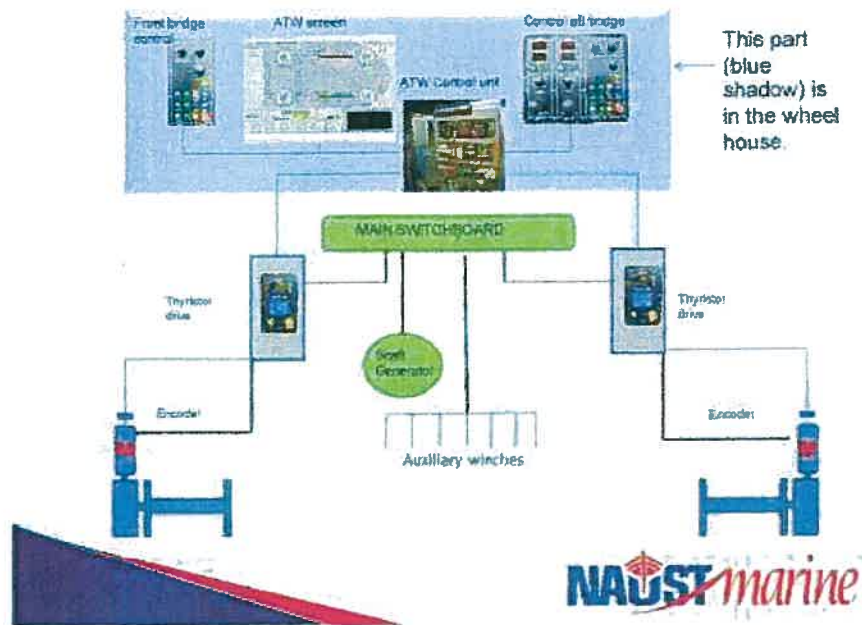 Front bridge
control
ATW screen
Control aft bridge
ATW Control unit
This part
(blue
shadow) is
in the wheel
house.
MAIN SWITCHBOARD
Thyristor
drive
Thyristor
drive
Shaft
Generator
Encoder
Encoder
Auxiliary winches
NAUST marine